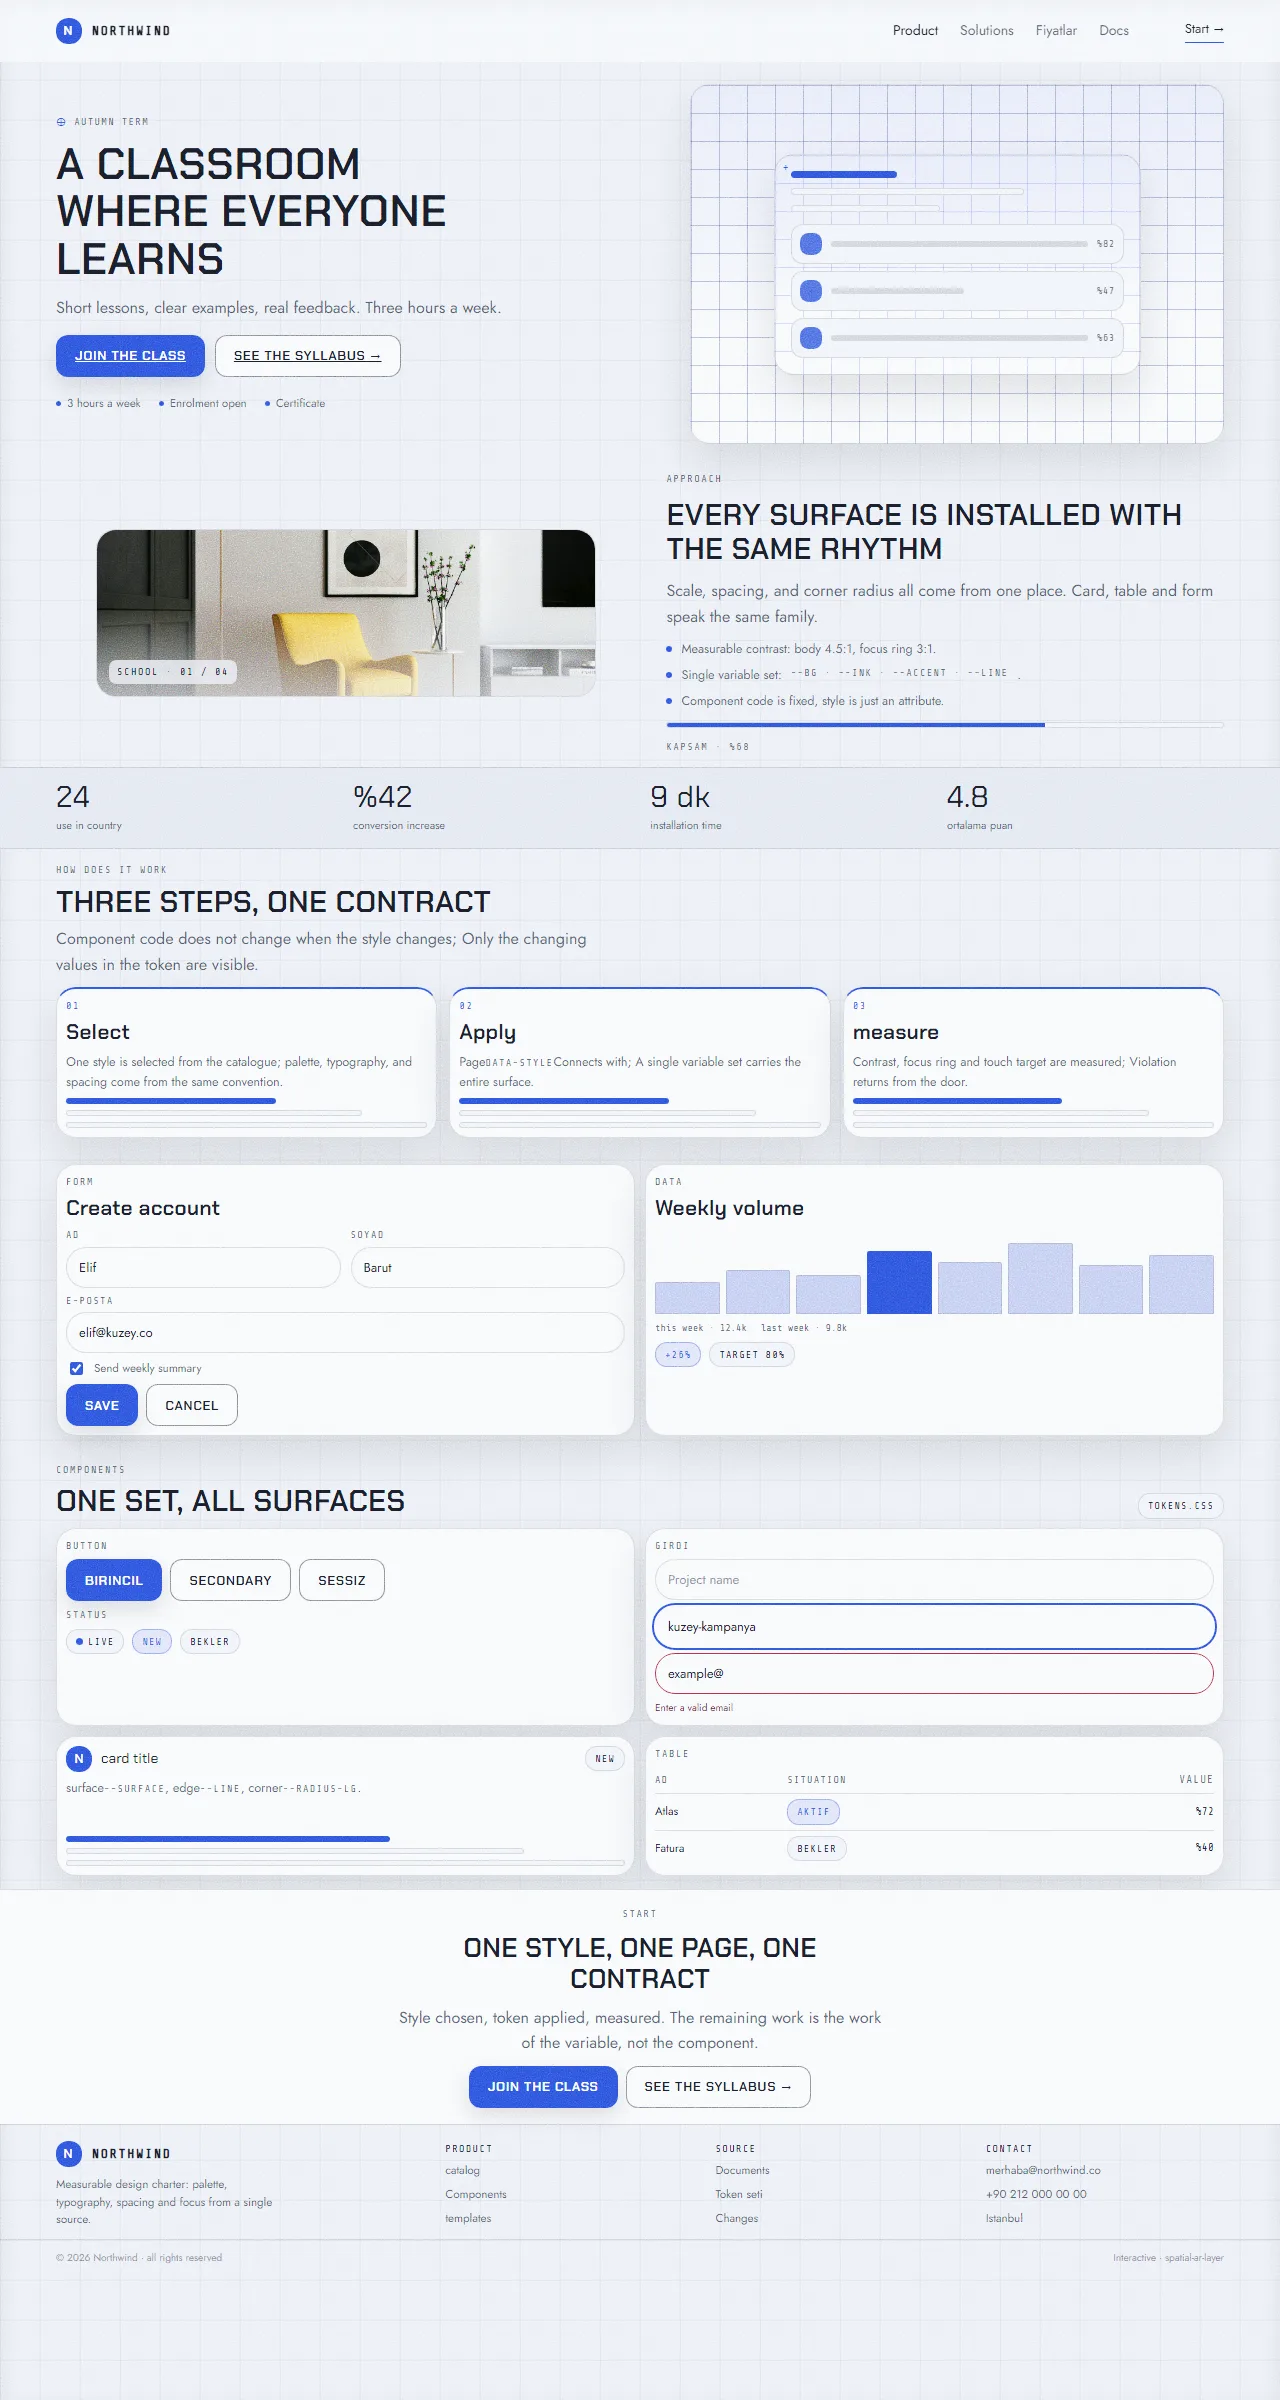 N NORTHWIND
Product Solutions Fiyatlar Docs Start →
AUTUMN TERM
A CLASSROOM
WHERE EVERYONE
LEARNS
Short lessons, clear examples, real feedback. Three hours a week.
JOIN THE CLASS SEE THE SYLLABUS →
3 hours a week Enrolment open Certificate
%82
%47
%63
SCHOOL · 01 / 04
APPROACH
EVERY SURFACE IS INSTALLED WITH
THE SAME RHYTHM
Scale, spacing, and corner radius all come from one place. Card, table and form
speak the same family.
Measurable contrast: body 4.5:1, focus ring 3:1.
Single variable set: --BG · --INK · --ACCENT · --LINE .
Component code is fixed, style is just an attribute.
KAPSAM · %68
24 %42 9 dk 4.8
use in country conversion increase installation time ortalama puan
HOW DOES IT WORK
THREE STEPS, ONE CONTRACT
Component code does not change when the style changes; Only the changing
values in the token are visible.
01
Select
One style is selected from the catalogue; palette, typography, and
spacing come from the same convention.
02
Apply
PageDATA-STYLEConnects with; A single variable set carries the
entire surface.
03
measure
Contrast, focus ring and touch target are measured; Violation
returns from the door.
FORM
Create account
AD SOYAD
Elif Barut
E-POSTA
elif@kuzey.co
Send weekly summary
SAVE CANCEL
DATA
Weekly volume
this week · 12.4k last week · 9.8k
+26% TARGET 80%
COMPONENTS
ONE SET, ALL SURFACES
TOKENS.CSS
BUTTON
BIRINCIL SECONDARY SESSIZ
STATUS
LIVE NEW BEKLER
GIRDI
Project name
kuzey-kampanya
example@
Enter a valid email
N card title NEW
surface--SURFACE, edge--LINE, corner--RADIUS-LG.
TABLE
AD SITUATION VALUE
Atlas AKTIF %72
Fatura BEKLER %40
START
ONE STYLE, ONE PAGE, ONE
CONTRACT
Style chosen, token applied, measured. The remaining work is the work
of the variable, not the component.
JOIN THE CLASS SEE THE SYLLABUS →
N NORTHWIND
Measurable design charter: palette,
typography, spacing and focus from a single
source.
PRODUCT
catalog
Components
templates
SOURCE
Documents
Token seti
Changes
CONTACT
merhaba@northwind.co
+90 212 000 00 00
Istanbul
© 2026 Northwind · all rights reserved
Interactive · spatial-ar-layer